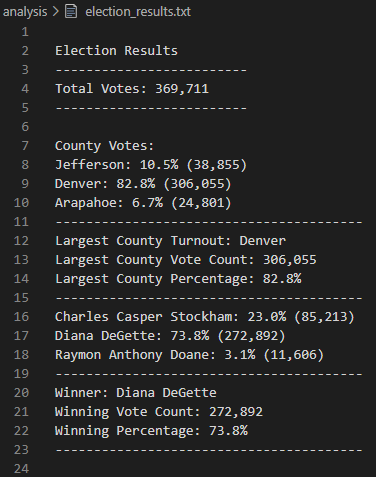 analysis > election_results.txt
1
2 Election Results
3 -------------------------
4 Total Votes: 369,711
5 -------------------------
6
7 County Votes:
8 Jefferson: 10.5% (38,855)
9 Denver: 82.8% (306,055)
10 Arapahoe: 6.7% (24,801)
11 ----------------------------------------
12 Largest County Turnout: Denver
13 Largest County Vote Count: 306,055
14 Largest County Percentage: 82.8%
15 ----------------------------------------
16 Charles Casper Stockham: 23.0% (85,213)
17 Diana DeGette: 73.8% (272,892)
18 Raymon Anthony Doane: 3.1% (11,606)
19 ----------------------------------------
20 Winner: Diana DeGette
21 Winning Vote Count: 272,892
22 Winning Percentage: 73.8%
23 ----------------------------------------
24